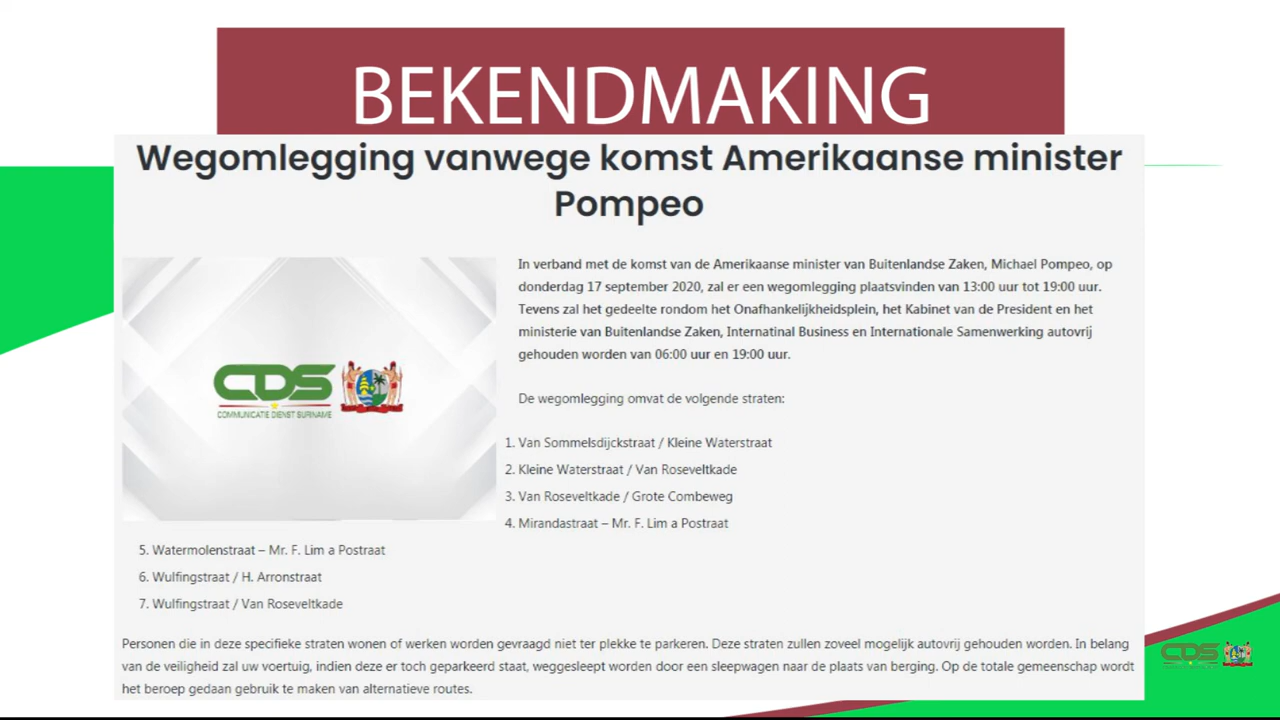 BEKENDMAKING
Wegomlegging vanwege komst Amerikaanse minister
Pompeo
In verband met de komst van de Amerikaanse minister van Buitenlandse Zaken, Michael Pompeo, op
donderdag 17 september 2020, zal er een wegomlegging plaatsvinden van 13:00 uur tot 19:00 uur.
Tevens zal het gedeelte rondom het Onafhankelijkheidsplein, het Kabinet van de President en het
ministerie van Buitenlandse Zaken, Internatinal Business en Internationale Samenwerking autovrij
gehouden worden van 06:00 uur en 19:00 uur.
CDS
COMMUNICATIE DIENST SURINAME
De wegomlegging omvat de volgende straten:
1. Van Sommelsdijckstraat / Kleine Waterstraat
2. Kleine Waterstraat / Van Roseveltkade
3. Van Roseveltkade / Grote Combeweg
4. Mirandastraat – Mr. F. Lim a Postraat
5. Watermolenstraat – Mr. F. Lim a Postraat
6. Wulfingstraat / H. Arronstraat
7. Wulfingstraat / Van Roseveltkade
Personen die in deze specifieke straten wonen of werken worden gevraagd niet ter plekke te parkeren. Deze straten zullen zoveel mogelijk autovrij gehouden worden. In belang
van de veiligheid zal uw voertuig, indien deze er toch geparkeerd staat, weggesleept worden door een sleepwagen naar de plaats van berging. Op de totale gemeenschap wordt
het beroep gedaan gebruik te maken van alternatieve routes.
CDS